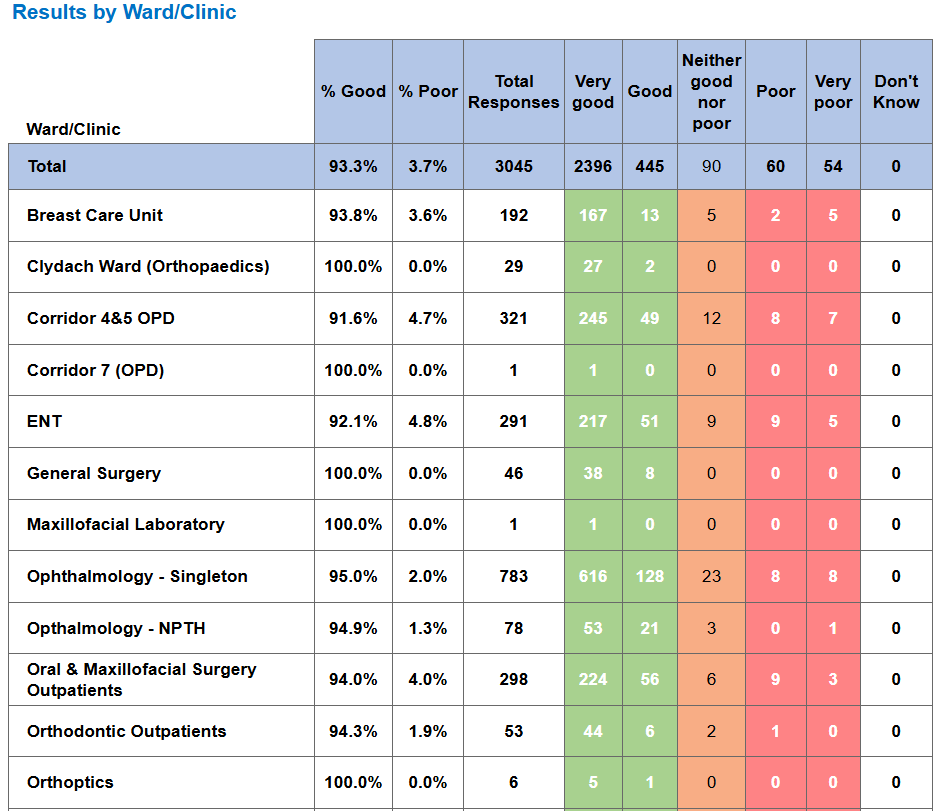 Results by Ward/Clinic
Ward/Clinic % Good % Poor Total Responses Very good Good Neither good nor poor Poor Very poor Don't Know
Total 93.3% 3.7% 3045 2396 445 90 60 54 0
Breast Care Unit 93.8% 3.6% 192 167 13 5 2 5 0
Clydach Ward (Orthopaedics) 100.0% 0.0% 29 27 2 0 0 0 0
Corridor 4&5 OPD 91.6% 4.7% 321 245 49 12 8 7 0
Corridor 7 (OPD) 100.0% 0.0% 1 1 0 0 0 0 0
ENT 92.1% 4.8% 291 217 51 9 9 5 0
General Surgery 100.0% 0.0% 46 38 8 0 0 0 0
Maxillofacial Laboratory 100.0% 0.0% 1 1 0 0 0 0 0
Ophthalmology - Singleton 95.0% 2.0% 783 616 128 23 8 8 0
Opthalmology - NPTH 94.9% 1.3% 78 53 21 3 0 1 0
Oral & Maxillofacial Surgery Outpatients 94.0% 4.0% 298 224 56 6 9 3 0
Orthodontic Outpatients 94.3% 1.9% 53 44 6 2 1 0 0
Orthoptics 100.0% 0.0% 6 5 1 0 0 0 0